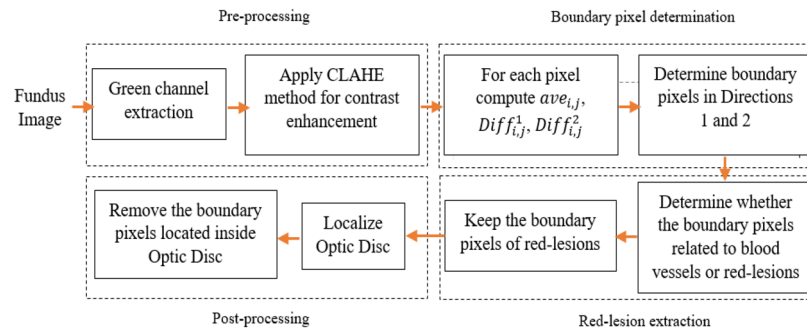 Pre-processing
Boundary pixel determination
Fundus
Image
Green channel
extraction
Apply CLAHE
method for contrast
enhancement
For each pixel
compute ave_{i,j},
Diff^1_{i,j}, Diff^2_{i,j}
Determine boundary
pixels in Directions
1 and 2
Remove the boundary
pixels located inside
Optic Disc
Localize
Optic Disc
Keep the boundary
pixels of red-lesions
Determine whether
the boundary pixels
related to blood
vessels or red-lesions
Post-processing
Red-lesion extraction